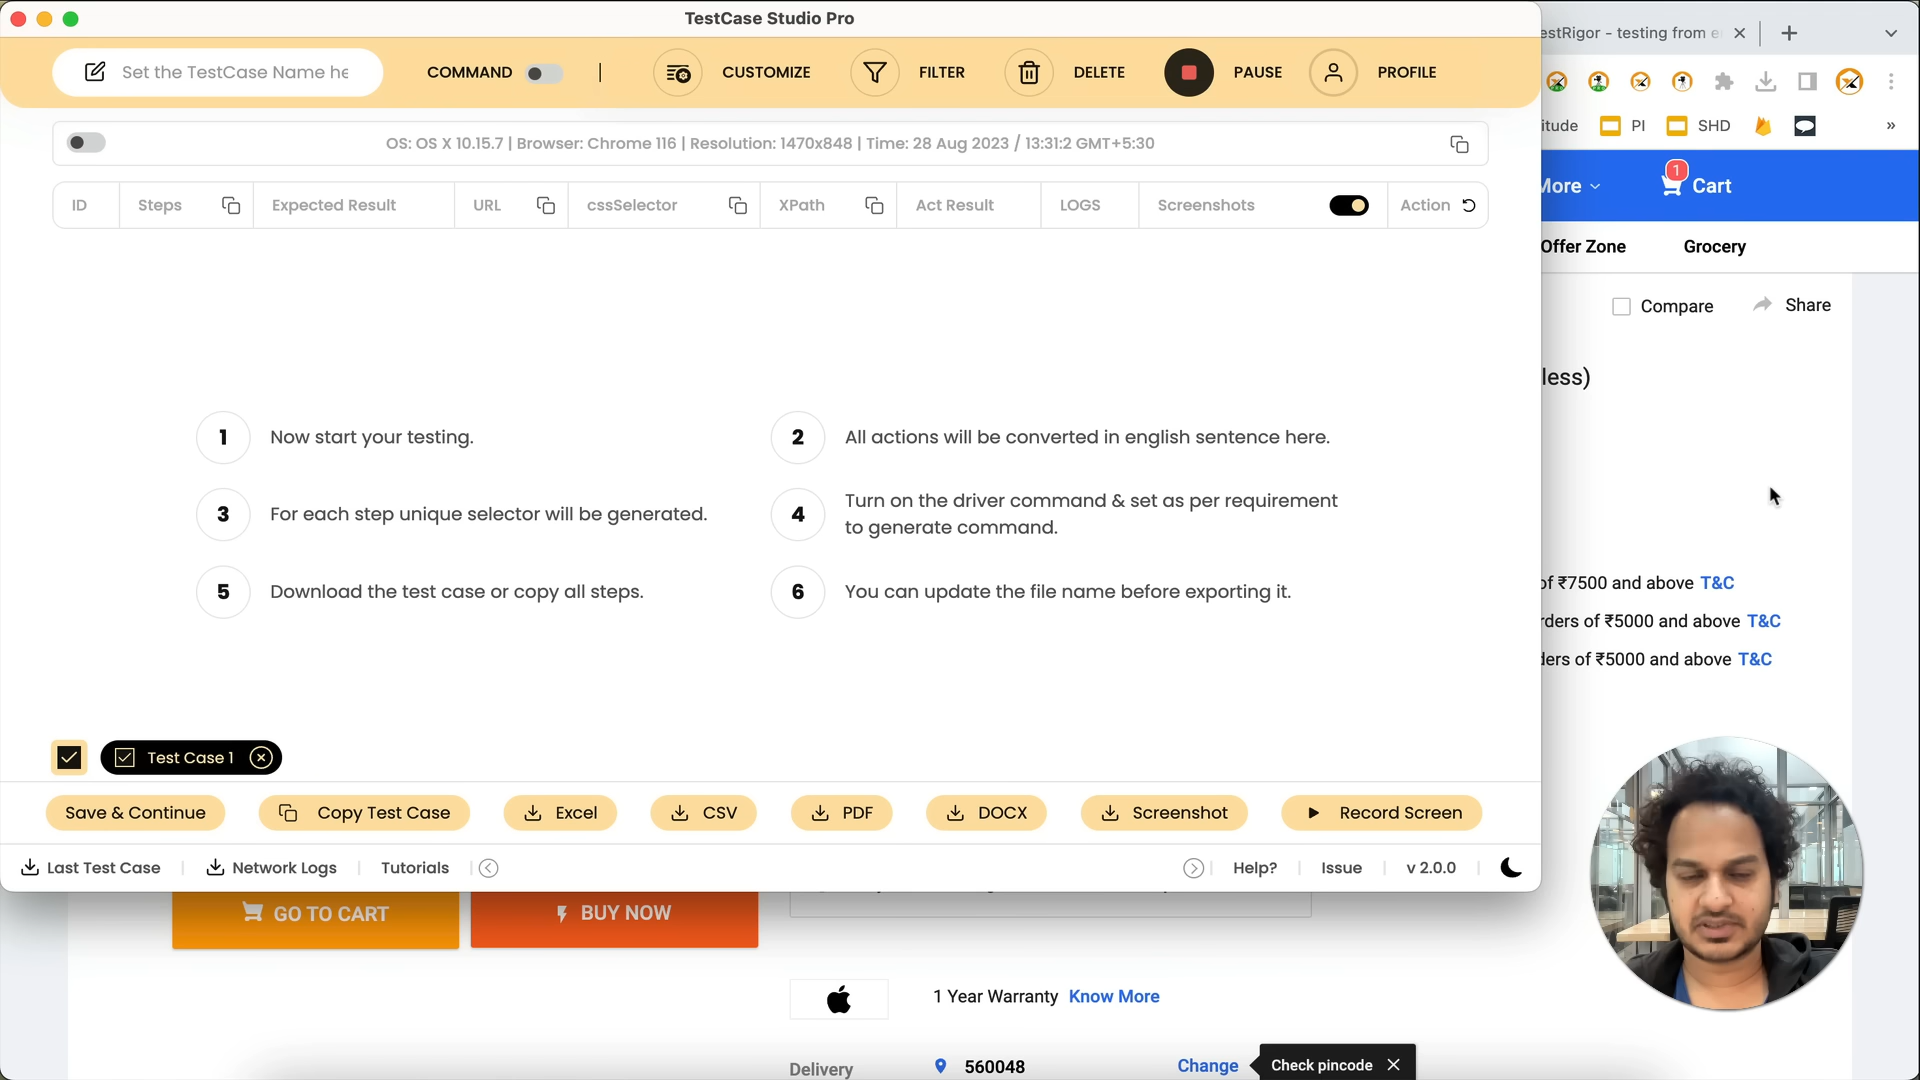 TestCase Studio Pro
estRigor - testing from e
Set the TestCase Name he
COMMAND
CUSTOMIZE
FILTER
DELETE
PAUSE
PROFILE
itude
PI
SHD
»
OS: OS X 10.15.7 | Browser: Chrome 116 | Resolution: 1470x848 | Time: 28 Aug 2023 / 13:31:2 GMT+5:30
More
1
Cart
ID
Steps
Expected Result
URL
cssSelector
XPath
Act Result
LOGS
Screenshots
Action
Offer Zone
Grocery
Compare
Share
less)
1 Now start your testing.
2 All actions will be converted in english sentence here.
3 For each step unique selector will be generated.
4 Turn on the driver command & set as per requirement
to generate command.
5 Download the test case or copy all steps.
6 You can update the file name before exporting it.
of ₹7500 and above T&C
rders of ₹5000 and above T&C
ders of ₹5000 and above T&C
Test Case 1
Save & Continue
Copy Test Case
Excel
CSV
PDF
DOCX
Screenshot
Record Screen
Last Test Case
Network Logs
Tutorials
Help?
Issue
v 2.0.0
GO TO CART
BUY NOW
1 Year Warranty Know More
Delivery
560048
Change
Check pincode